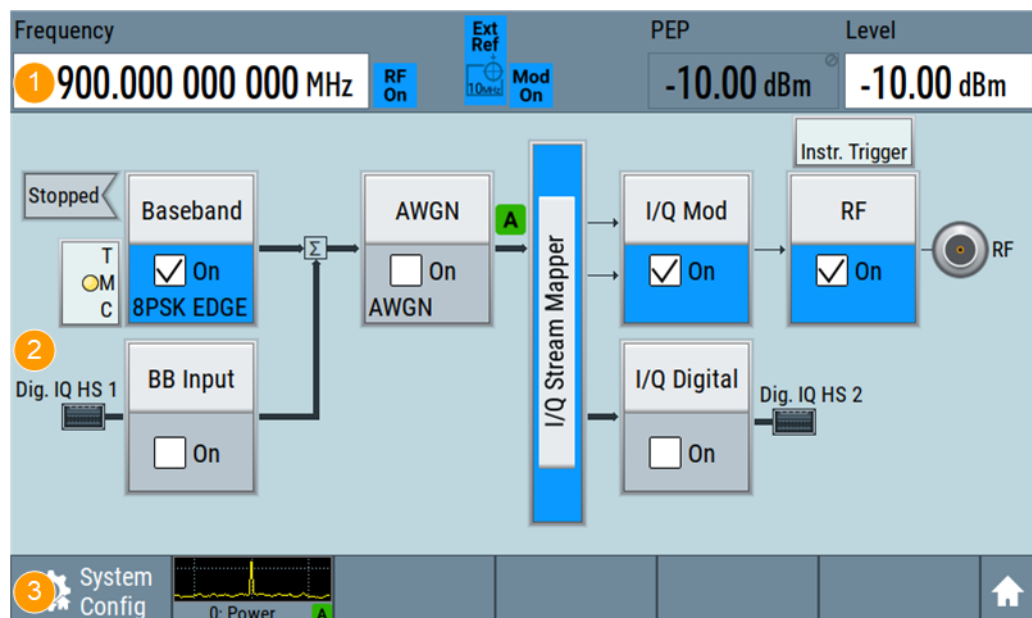 Frequency
Ext Ref
PEP
Level
1
900.000 000 000 MHz
RF On
10MHz
Mod On
-10.00 dBm
-10.00 dBm
Instr. Trigger
Stopped
Baseband
On
8PSK EDGE
T
M
C
Σ
AWGN
On
AWGN
A
I/Q Stream Mapper
I/Q Mod
On
RF
On
RF
2
Dig. IQ HS 1
BB Input
On
I/Q Digital
On
Dig. IQ HS 2
3
System Config
0: Power
A